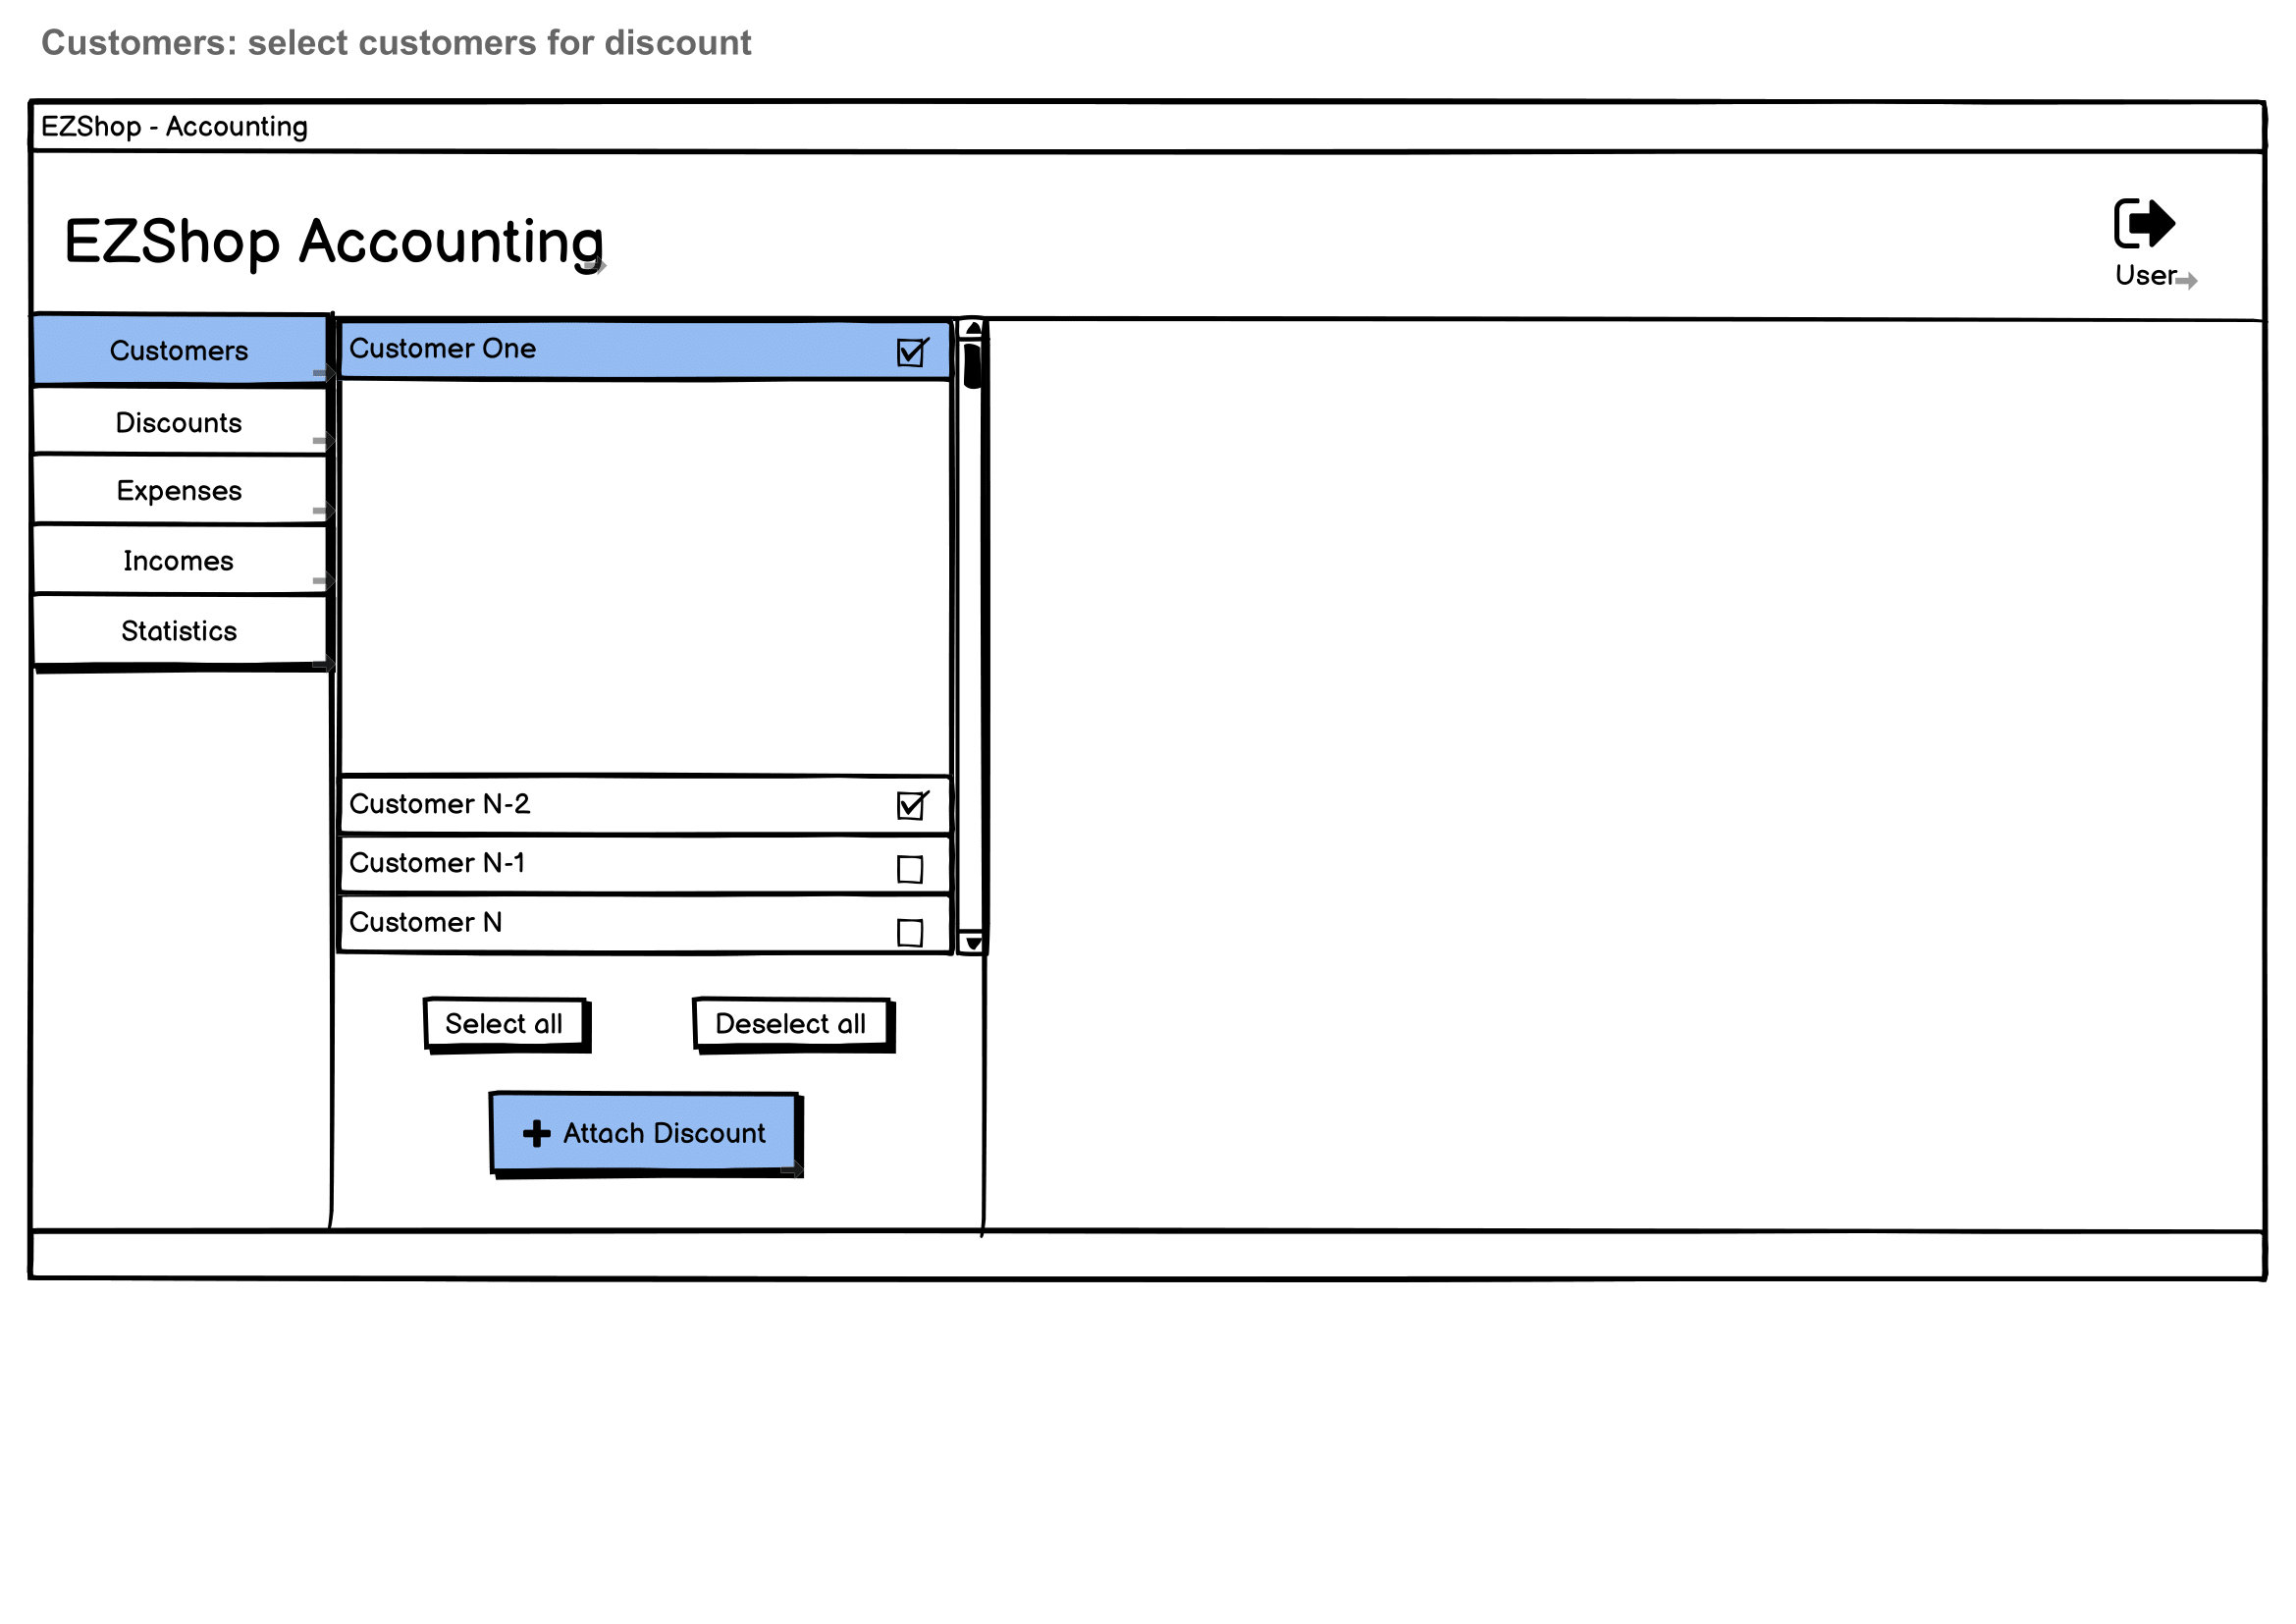 Customers: select customers for discount
EZShop - Accounting
EZShop Accounting
User
Customers
Discounts
Expenses
Incomes
Statistics
Customer One
Customer N-2
Customer N-1
Customer N
Select all
Deselect all
Attach Discount